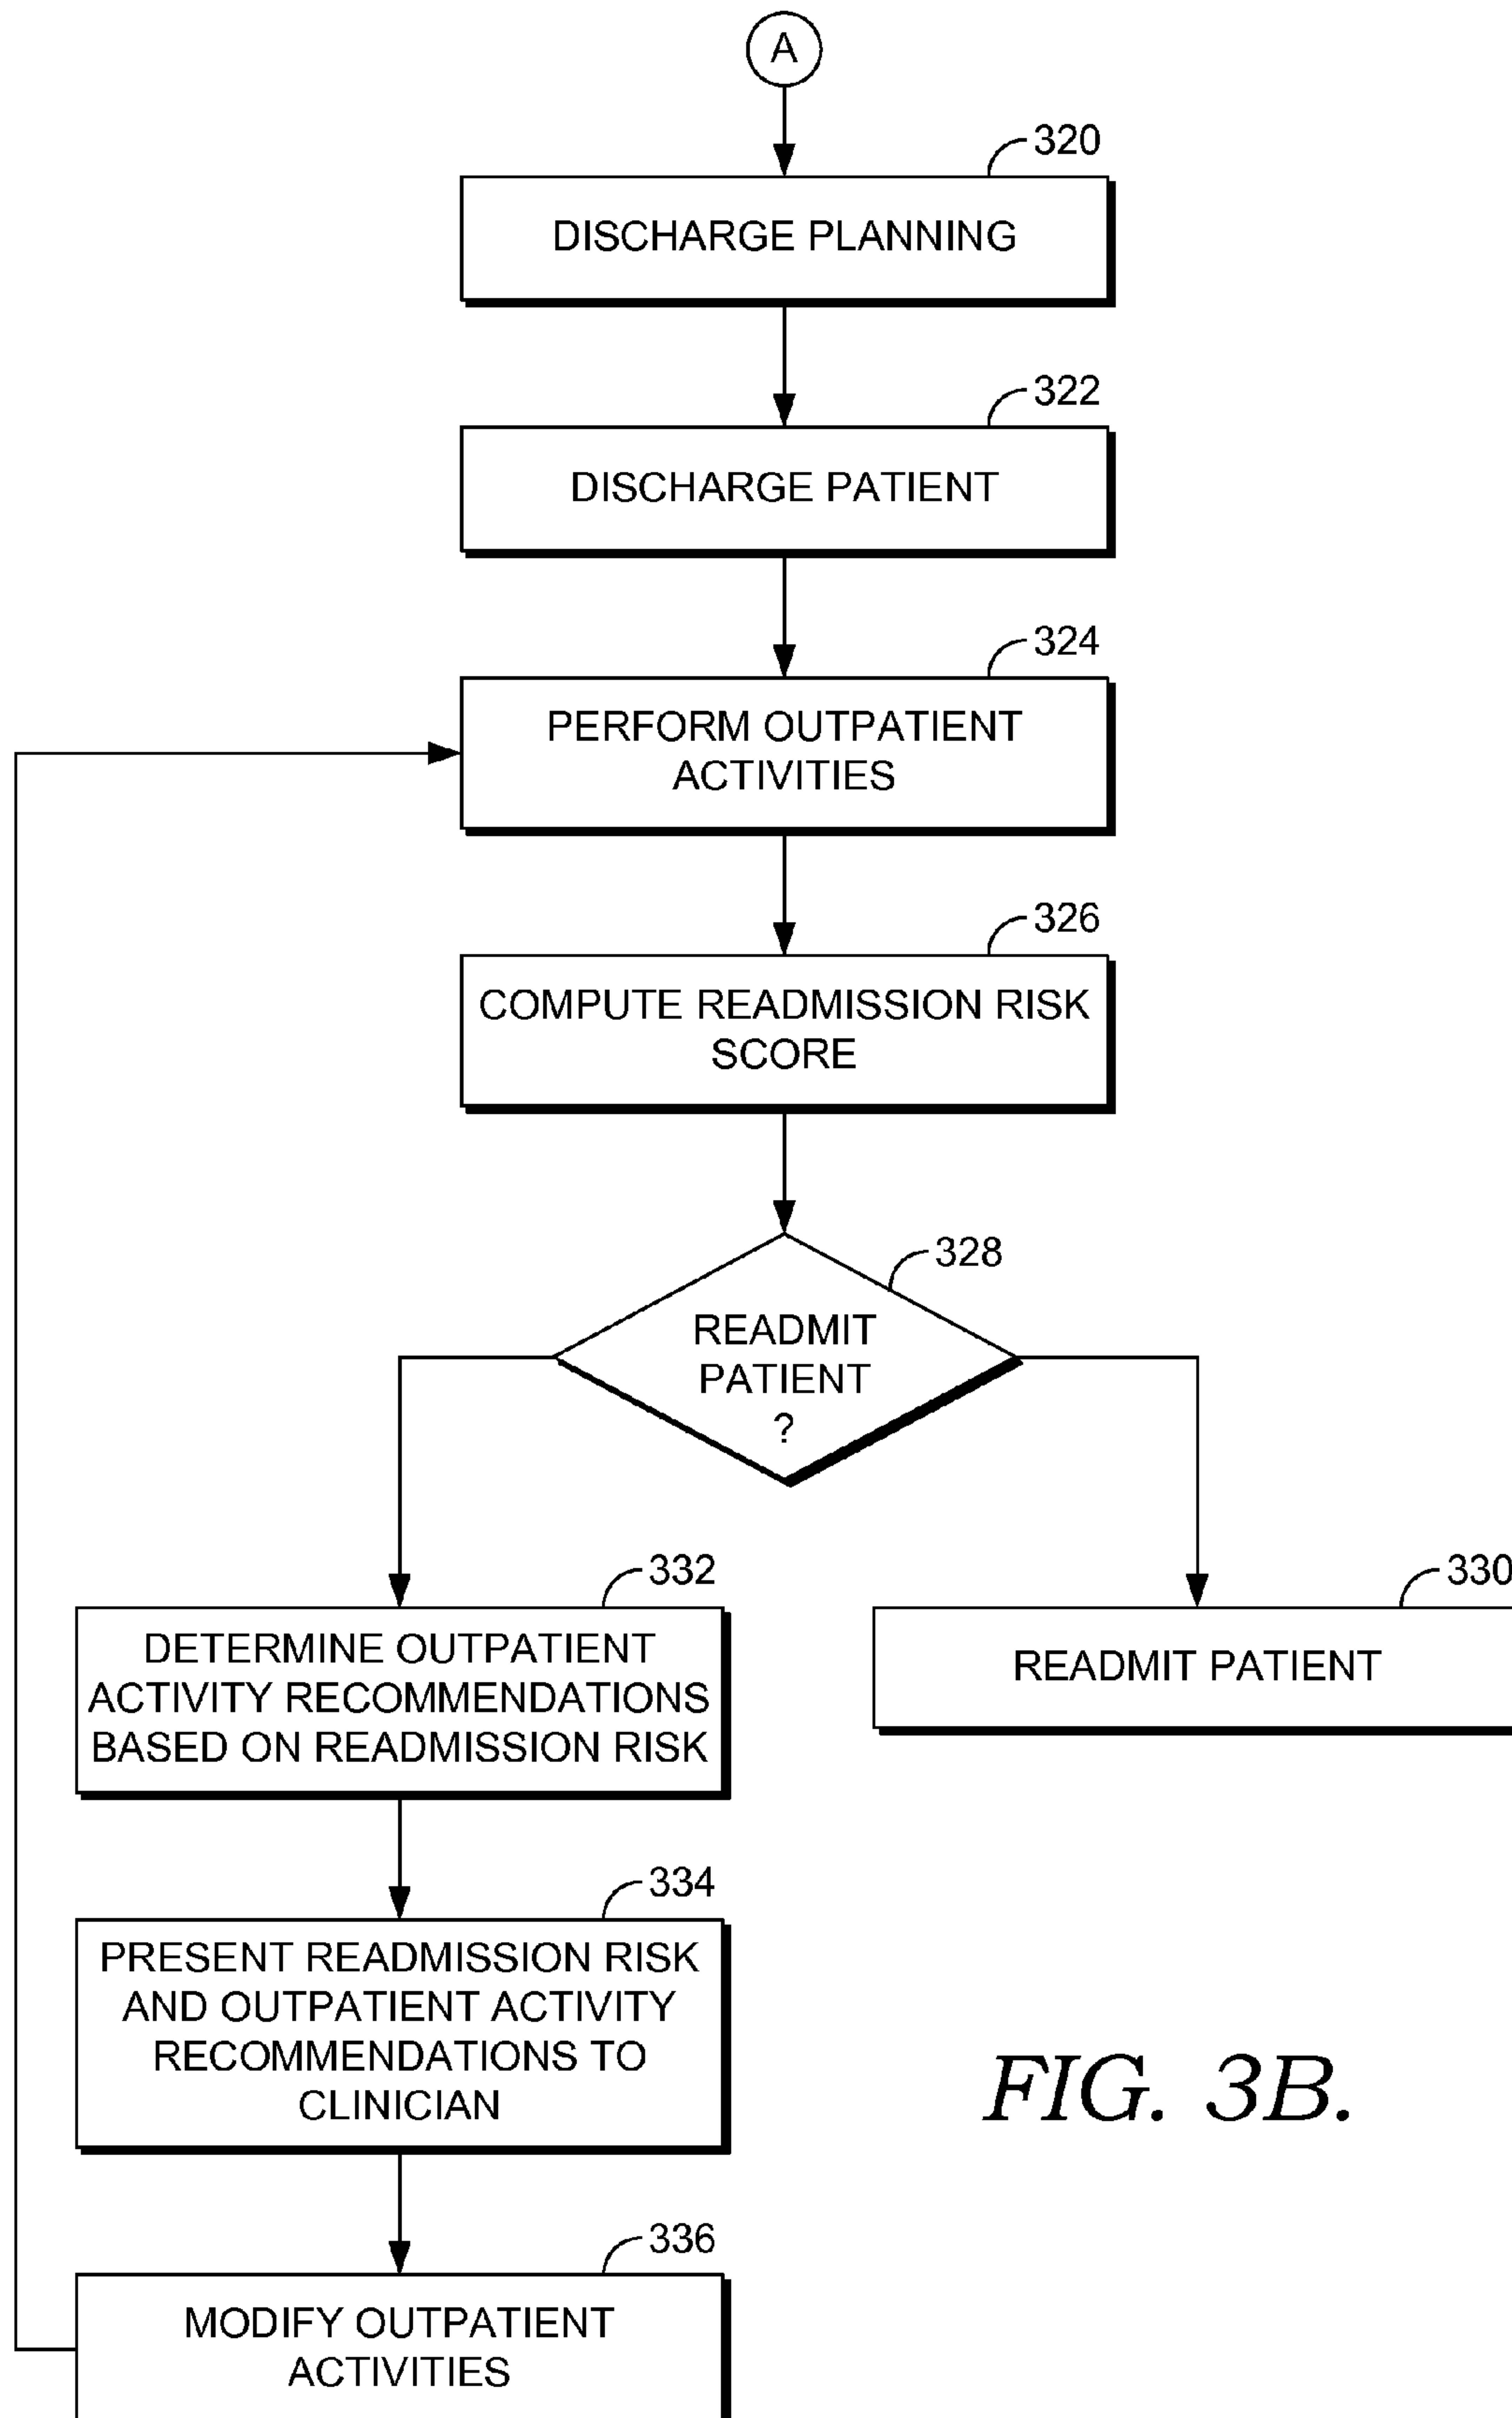 A
320
DISCHARGE PLANNING
322
DISCHARGE PATIENT
324
PERFORM OUTPATIENT
ACTIVITIES
326
COMPUTE READMISSION RISK
SCORE
328
READMIT
PATIENT
?
332
DETERMINE OUTPATIENT
ACTIVITY RECOMMENDATIONS
BASED ON READMISSION RISK
330
READMIT PATIENT
334
PRESENT READMISSION RISK
AND OUTPATIENT ACTIVITY
RECOMMENDATIONS TO
CLINICIAN
336
MODIFY OUTPATIENT
ACTIVITIES
FIG. 3B.